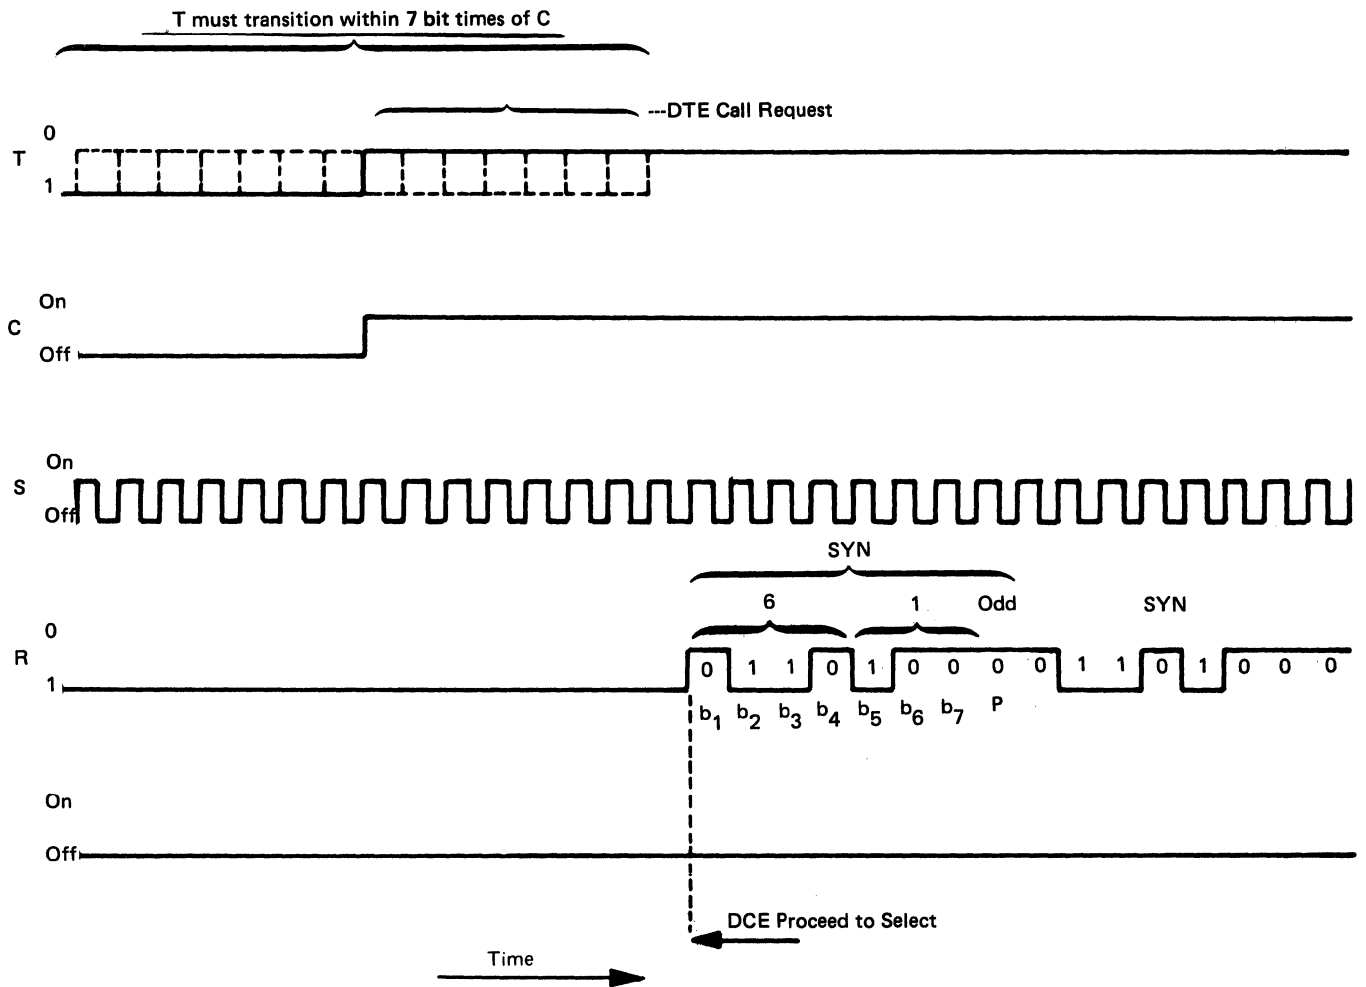 T must transition within 7 bit times of C
---DTE Call Request
0
T
1
On
C
Off
On
S
Off
SYN
6 1 Odd SYN
0
R
0 1 1 0 1 0 0 0 0 1 1 0 1 0 0 0
1
b1 b2 b3 b4 b5 b6 b7 P
On
Off
DCE Proceed to Select
Time